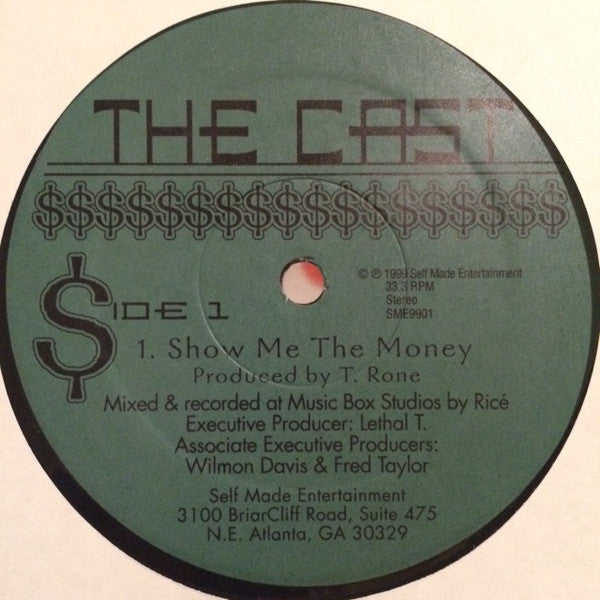 THE CAST
$$$$$$$$$$$$$$$$$$$
$IDE 1
© ℗ 1999 Self Made Entertainment
33.3 RPM
Stereo
SME9901
1. Show Me The Money
Produced by T. Rone
Mixed & recorded at Music Box Studios by Ricé
Executive Producer: Lethal T.
Associate Executive Producers:
Wilmon Davis & Fred Taylor
Self Made Entertainment
3100 BriarCliff Road, Suite 475
N.E. Atlanta, GA 30329